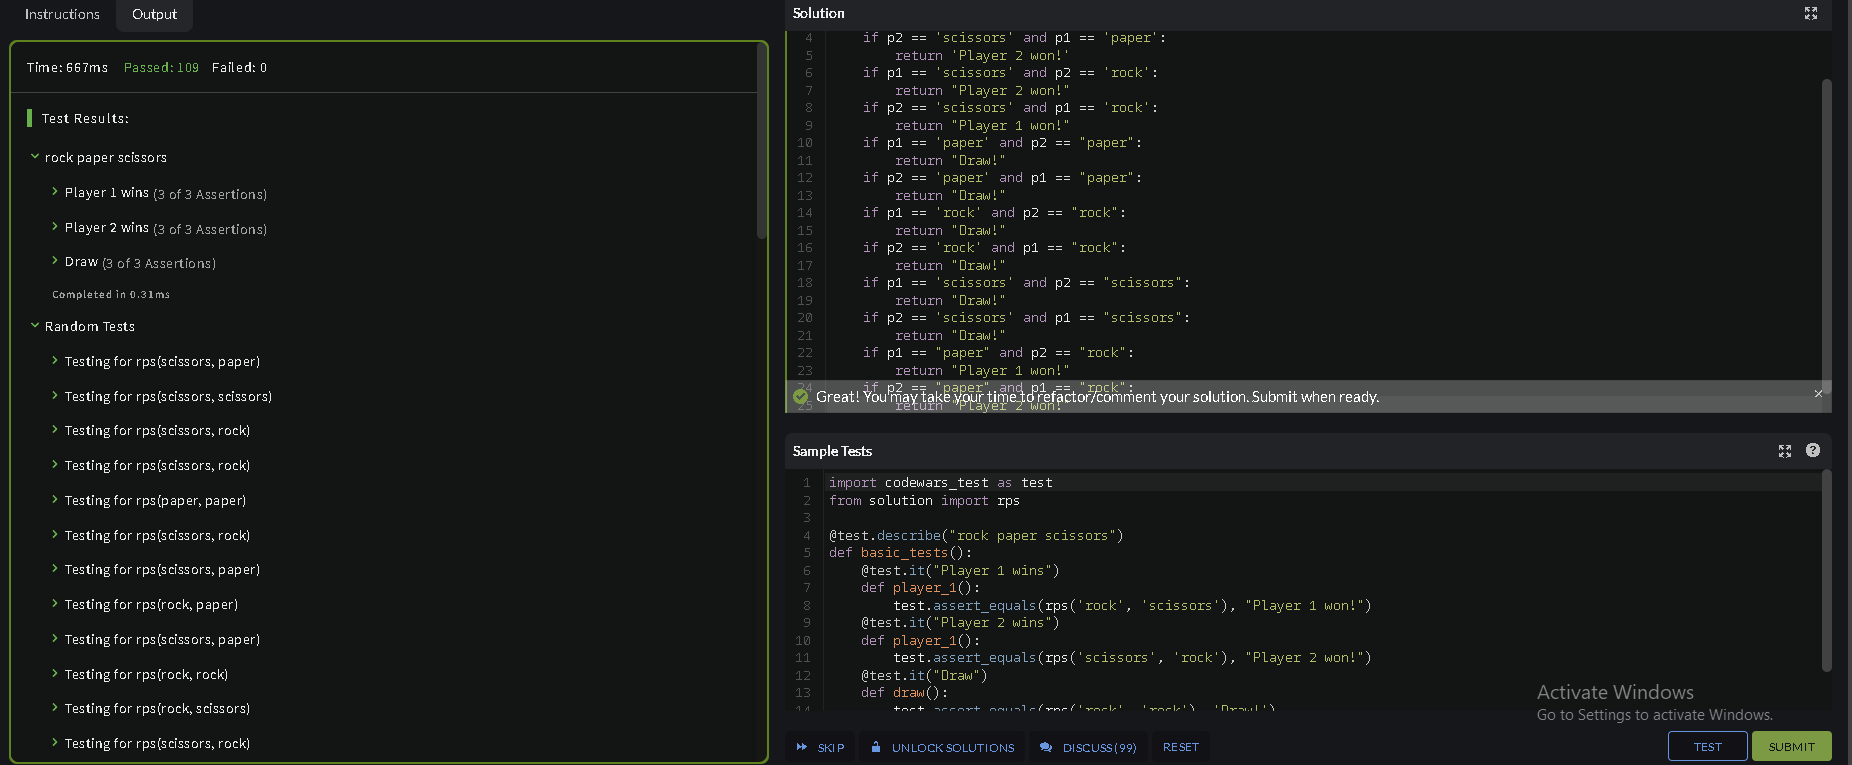 Instructions
Output
Time: 667ms Passed: 109 Failed: 0
Test Results:
rock paper scissors
Player 1 wins (3 of 3 Assertions)
Player 2 wins (3 of 3 Assertions)
Draw (3 of 3 Assertions)
Completed in 0.31ms
Random Tests
Testing for rps(scissors, paper)
Testing for rps(scissors, scissors)
Testing for rps(scissors, rock)
Testing for rps(scissors, rock)
Testing for rps(paper, paper)
Testing for rps(scissors, rock)
Testing for rps(scissors, paper)
Testing for rps(rock, paper)
Testing for rps(scissors, paper)
Testing for rps(rock, rock)
Testing for rps(rock, scissors)
Testing for rps(scissors, rock)
Solution
4 if p2 == 'scissors' and p1 == 'paper':
5 return 'Player 2 won!'
6 if p1 == 'scissors' and p2 == 'rock':
7 return "Player 2 won!"
8 if p2 == 'scissors' and p1 == 'rock':
9 return "Player 1 won!"
10 if p1 == 'paper' and p2 == "paper":
11 return "Draw!"
12 if p2 == 'paper' and p1 == "paper":
13 return "Draw!"
14 if p1 == 'rock' and p2 == "rock":
15 return "Draw!"
16 if p2 == 'rock' and p1 == "rock":
17 return "Draw!"
18 if p1 == 'scissors' and p2 == "scissors":
19 return "Draw!"
20 if p2 == 'scissors' and p1 == "scissors":
21 return "Draw!"
22 if p1 == "paper" and p2 == "rock":
23 return "Player 1 won!"
24 if p2 == "paper" and p1 == "rock":
Great! You may take your time to refactor/comment your solution. Submit when ready.
25 return "Player 2 won!
Sample Tests
1 import codewars_test as test
2 from solution import rps
3
4 @test.describe("rock paper scissors")
5 def basic_tests():
6 @test.it("Player 1 wins")
7 def player_1():
8 test.assert_equals(rps('rock', 'scissors'), "Player 1 won!")
9 @test.it("Player 2 wins")
10 def player_1():
11 test.assert_equals(rps('scissors', 'rock'), "Player 2 won!")
12 @test.it("Draw")
13 def draw():
14 test.assert_equals(rps('rock', 'rock'), 'Draw!')
Activate Windows
Go to Settings to activate Windows.
SKIP
UNLOCK SOLUTIONS
DISCUSS (99)
RESET
TEST
SUBMIT